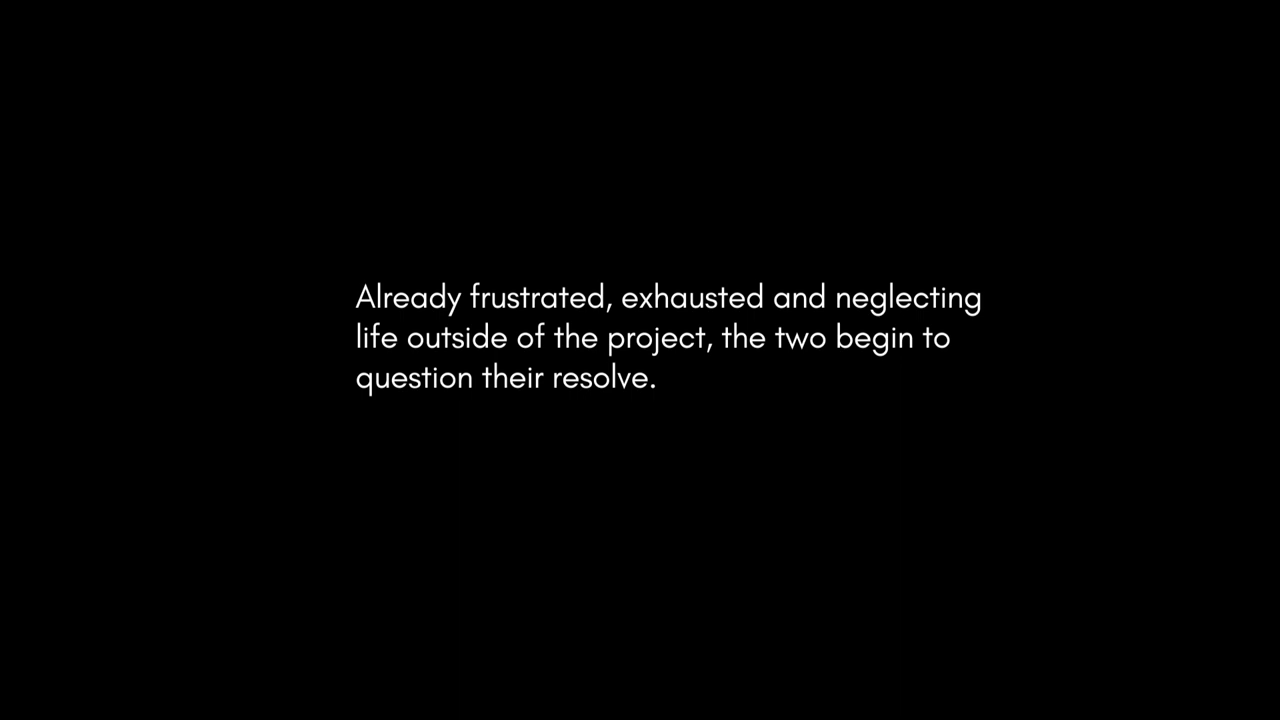 Already frustrated, exhausted and neglecting
life outside of the project, the two begin to
question their resolve.